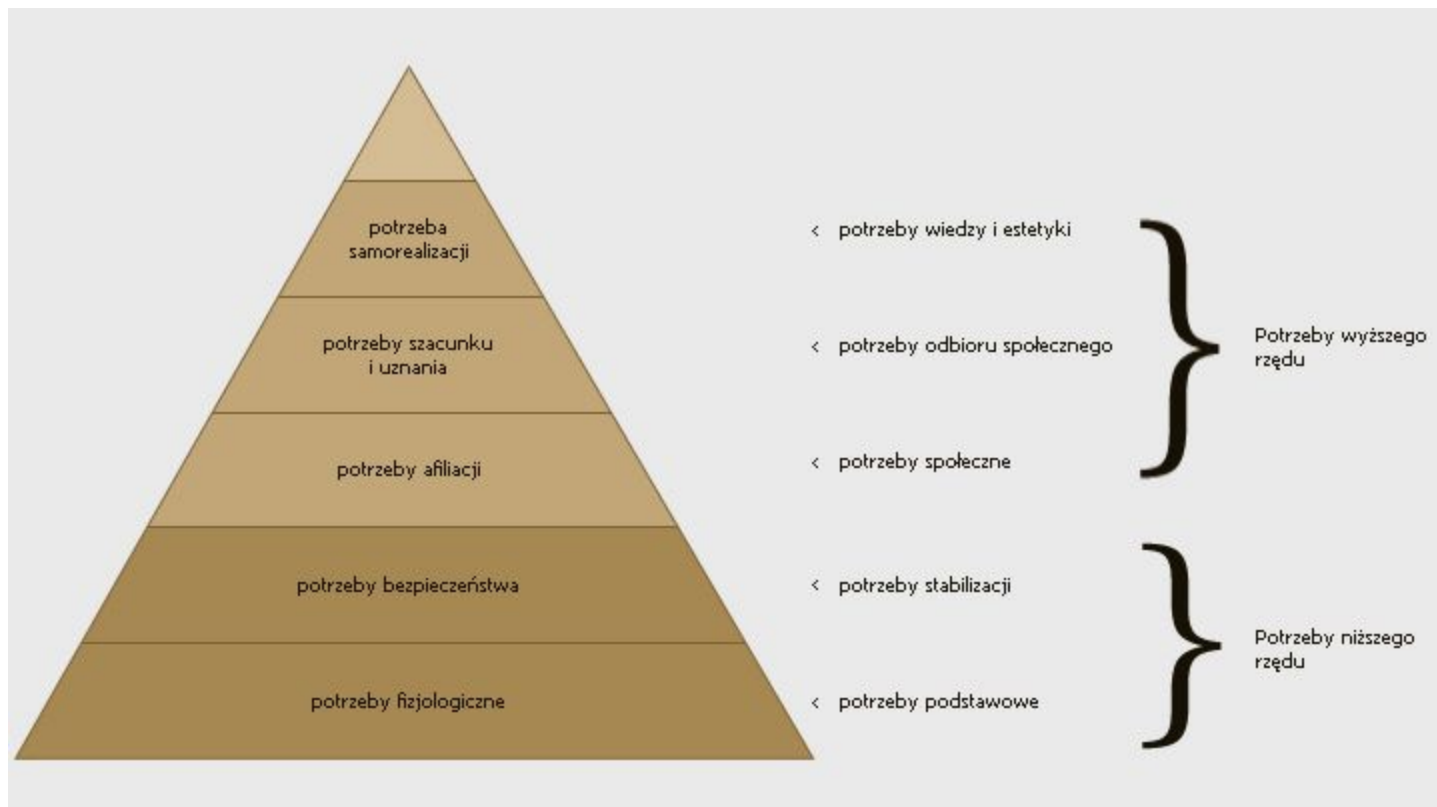 potrzeba
samorealizacji
< potrzeby wiedzy i estetyki
potrzeby szacunku
i uznania
< potrzeby odbioru społecznego
Potrzeby wyższego
rzędu
potrzeby afiliacji
< potrzeby społeczne
potrzeby bezpieczeństwa
< potrzeby stabilizacji
Potrzeby niższego
rzędu
potrzeby fizjologiczne
< potrzeby podstawowe